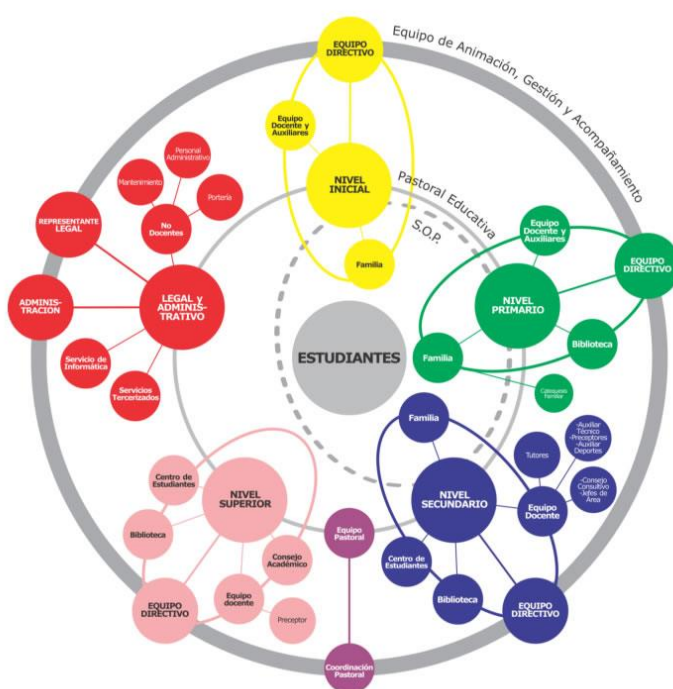 Equipo de Animación, Gestión y Acompañamiento
Pastoral Educativa
S.O.P.
EQUIPO
DIRECTIVO
Equipo
Docente y
Auxiliares
NIVEL
INICIAL
Familia
ESTUDIANTES
Equipo
Docente y
Auxiliares
EQUIPO
DIRECTIVO
NIVEL
PRIMARIO
Biblioteca
Familia
Catequesis
Familiar
Familia
NIVEL
SECUNDARIO
Tutores
-Auxiliar
Técnico
-Preceptores
-Auxiliar
Deportes
-Consejo
Consultivo
-Jefes de
Área
Equipo
Docente
Centro de
Estudiantes
Biblioteca
EQUIPO
DIRECTIVO
Equipo
Pastoral
Coordinación
Pastoral
Centro de
Estudiantes
NIVEL
SUPERIOR
Biblioteca
Consejo
Académico
Equipo
docente
EQUIPO
DIRECTIVO
Preceptor
Personal
Administrativo
Mantenimiento
Portería
No
Docentes
REPRESENTANTE
LEGAL
ADMINIS-
TRACION
LEGAL y
ADMINIS-
TRATIVO
Servicio de
Informática
Servicios
Tercerizados